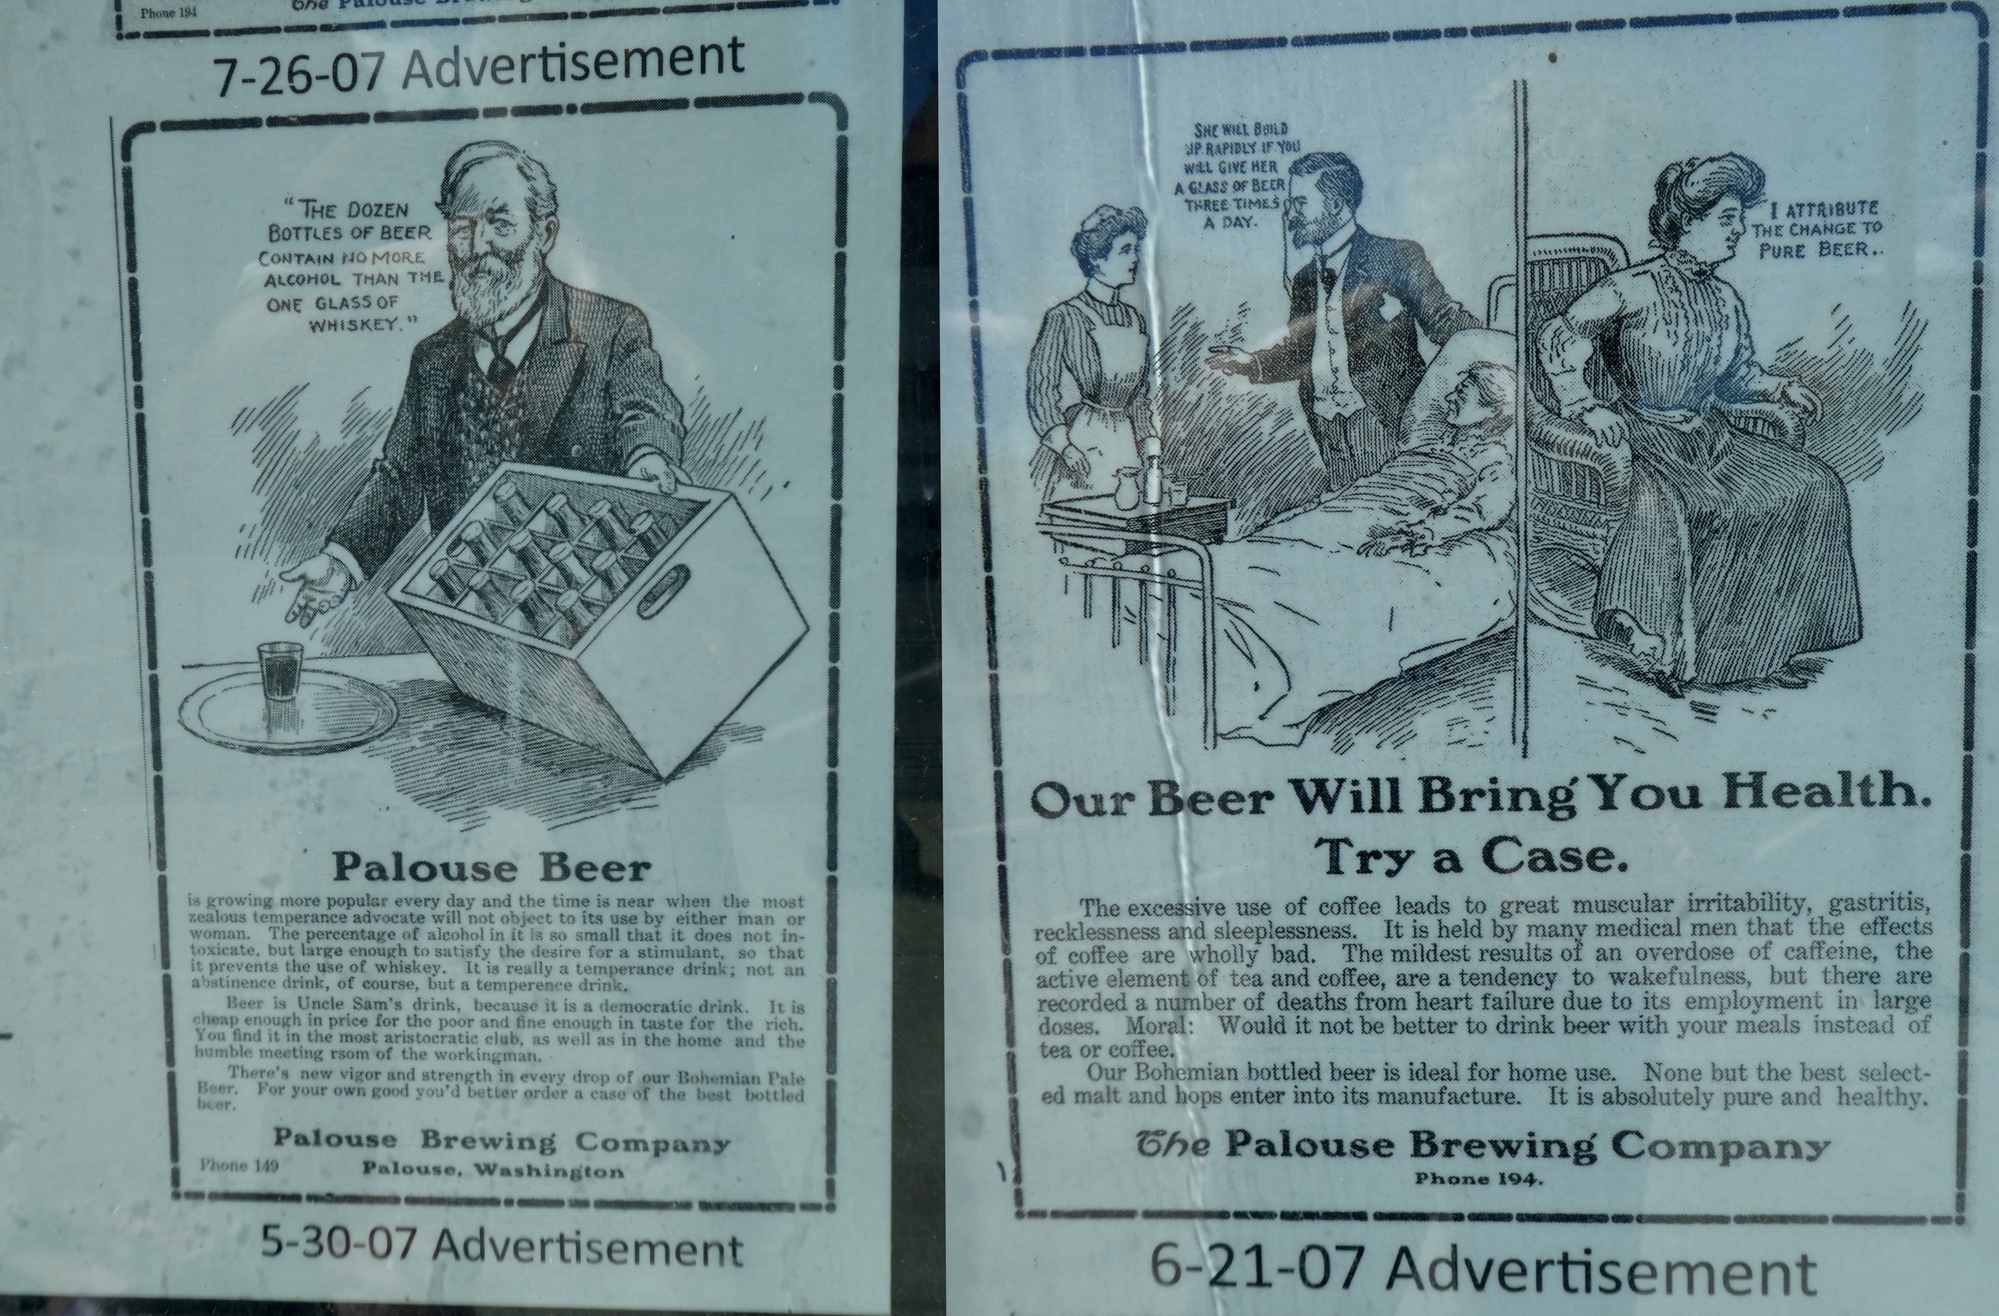 Phone 194
The Palouse
7-26-07 Advertisement
"THE DOZEN
BOTTLES OF BEER
CONTAIN NO MORE
ALCOHOL THAN THE
ONE GLASS OF
WHISKEY."
Palouse Beer
is growing more popular every day and the time is near when the most
zealous temperance advocate will not object to its use by either man or
woman. The percentage of alcohol in it is so small that it does not in-
toxicate, but large enough to satisfy the desire for a stimulant, so that
it prevents the use of whiskey. It is really a temperance drink; not an
abstinence drink, of course, but a temperence drink.
Beer is Uncle Sam's drink, because it is a democratic drink. It is
cheap enough in price for the poor and fine enough in taste for the rich.
You find it in the most aristocratic club, as well as in the home and the
humble meeting rsom of the workingman.
There's new vigor and strength in every drop of our Bohemian Pale
Beer. For your own good you'd better order a case of the best bottled
beer.
Palouse Brewing Company
Phone 149 Palouse, Washington
5-30-07 Advertisement
SHE WILL BUILD
UP RAPIDLY IF YOU
WILL GIVE HER
A GLASS OF BEER
THREE TIMES
A DAY.
I ATTRIBUTE
THE CHANGE TO
PURE BEER..
Our Beer Will Bring You Health.
Try a Case.
The excessive use of coffee leads to great muscular irritability, gastritis,
recklessness and sleeplessness. It is held by many medical men that the effects
of coffee are wholly bad. The mildest results of an overdose of caffeine, the
active element of tea and coffee, are a tendency to wakefulness, but there are
recorded a number of deaths from heart failure due to its employment in large
doses. Moral: Would it not be better to drink beer with your meals instead of
tea or coffee.
Our Bohemian bottled beer is ideal for home use. None but the best select-
ed malt and hops enter into its manufacture. It is absolutely pure and healthy.
The Palouse Brewing Company
Phone 194.
6-21-07 Advertisement